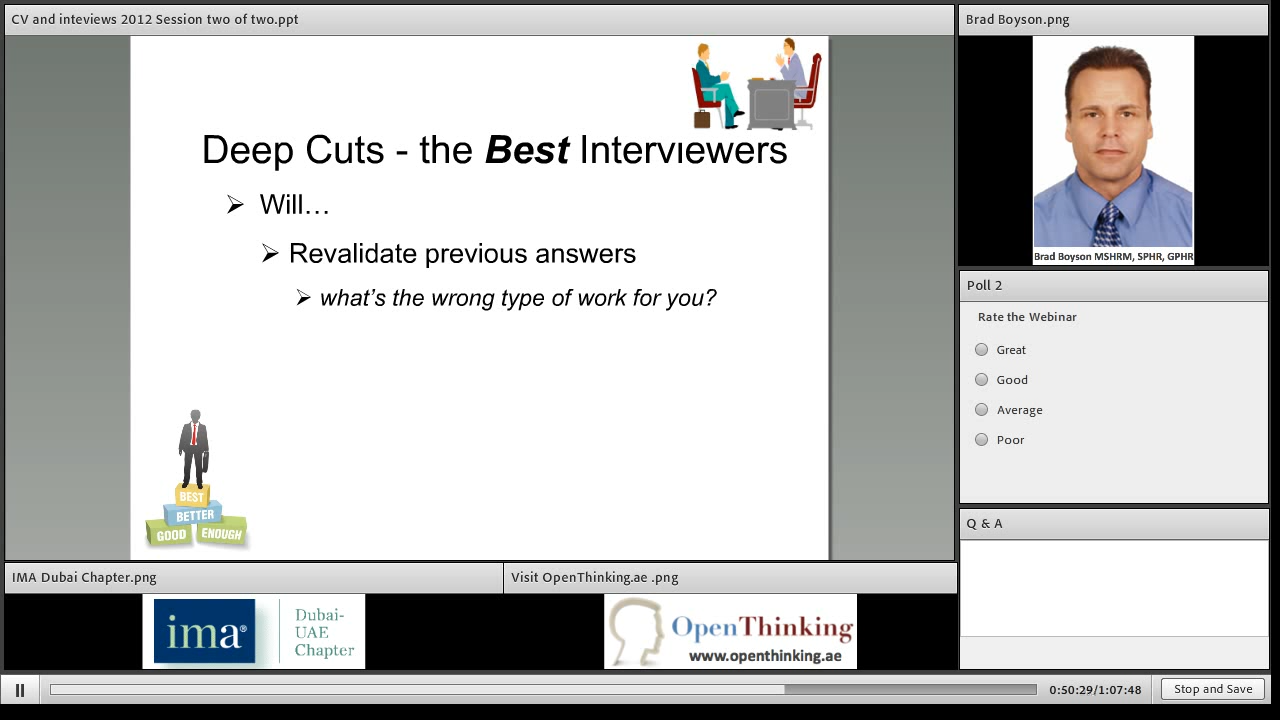 CV and inteviews 2012 Session two of two.ppt
Deep Cuts - the Best Interviewers
Will…
Revalidate previous answers
what's the wrong type of work for you?
BEST
BETTER
GOOD ENOUGH
Brad Boyson.png
Brad Boyson MSHRM, SPHR, GPHR
Poll 2
Rate the Webinar
Great
Good
Average
Poor
Q & A
IMA Dubai Chapter.png
ima®
Dubai-
UAE
Chapter
Visit OpenThinking.ae .png
OpenThinking
www.openthinking.ae
0:50:29/1:07:48
Stop and Save